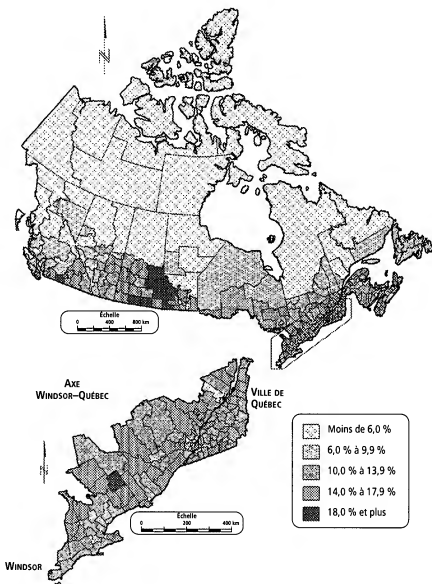 N
Échelle
0 400 800 km
AXE
WINDSOR–QUÉBEC
VILLE DE
QUÉBEC
Moins de 6,0 %
6,0 % à 9,9 %
10,0 % à 13,9 %
14,0 % à 17,9 %
18,0 % et plus
Échelle
0 200 400 km
WINDSOR